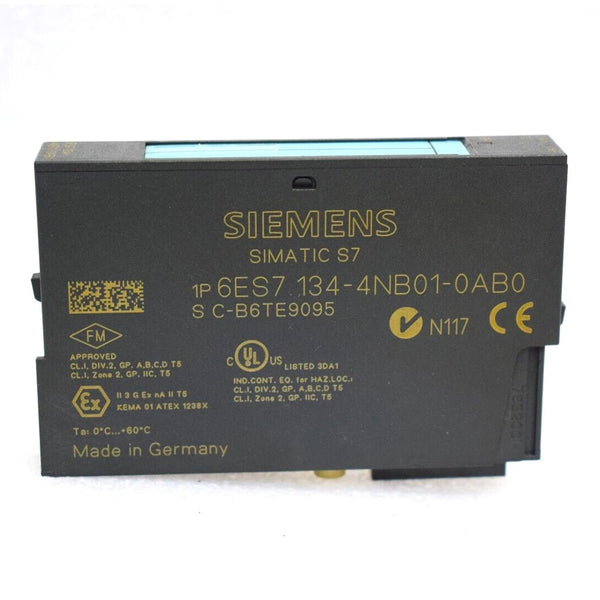 SIEMENS
SIMATIC S7
1P 6ES7 134-4NB01-0AB0
S C-B6TE9095
N117
FM
APPROVED
CL.I, DIV.2, GP. A,B,C,D T5
CL.I, Zone 2, GP. IIC, T5
C UL US LISTED 3DA1
IND.CONT. EQ. for HAZ.LOC.:
CL.I, DIV.2, GP. A,B,C,D T5
CL.I, Zone 2, GP. IIC, T5
Ex
II 3 G Ex nA II T5
KEMA 01 ATEX 1238X
Ta: 0°C...+60°C
Made in Germany